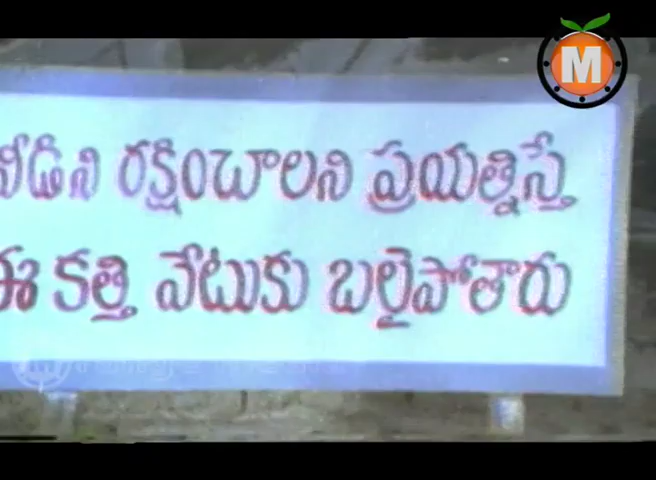 వీడిని రక్షించాలని ప్రయత్నిస్తే
ఈ కత్తి వేటుకు బలైపోతారు
M